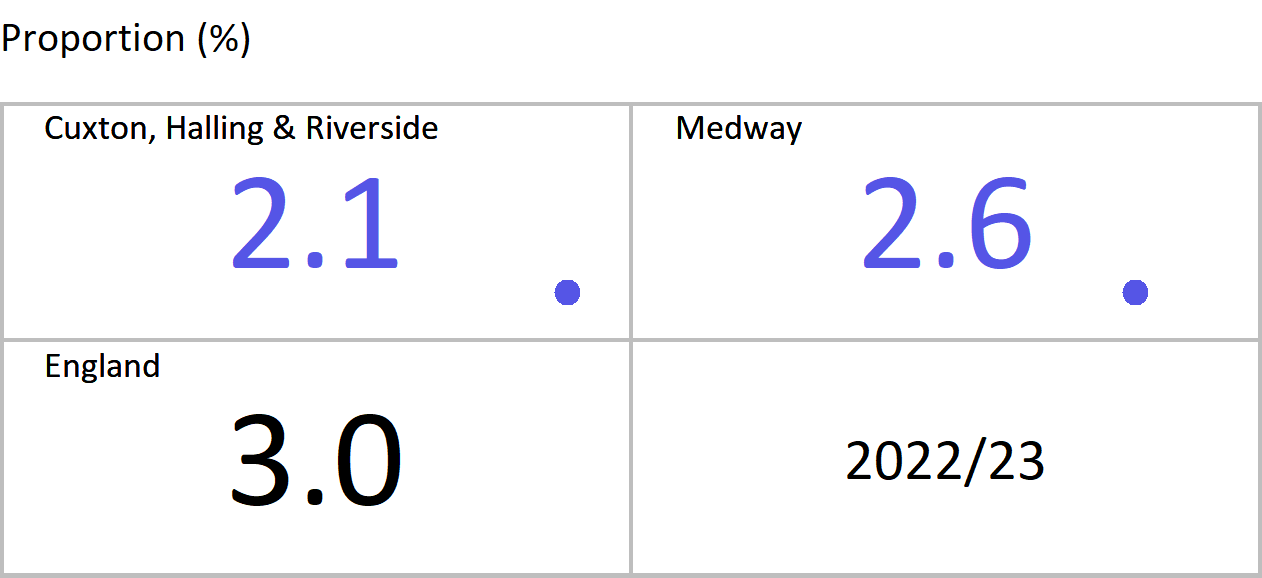 Proportion (%)
Cuxton, Halling & Riverside
2.1
Medway
2.6
England
3.0
2022/23